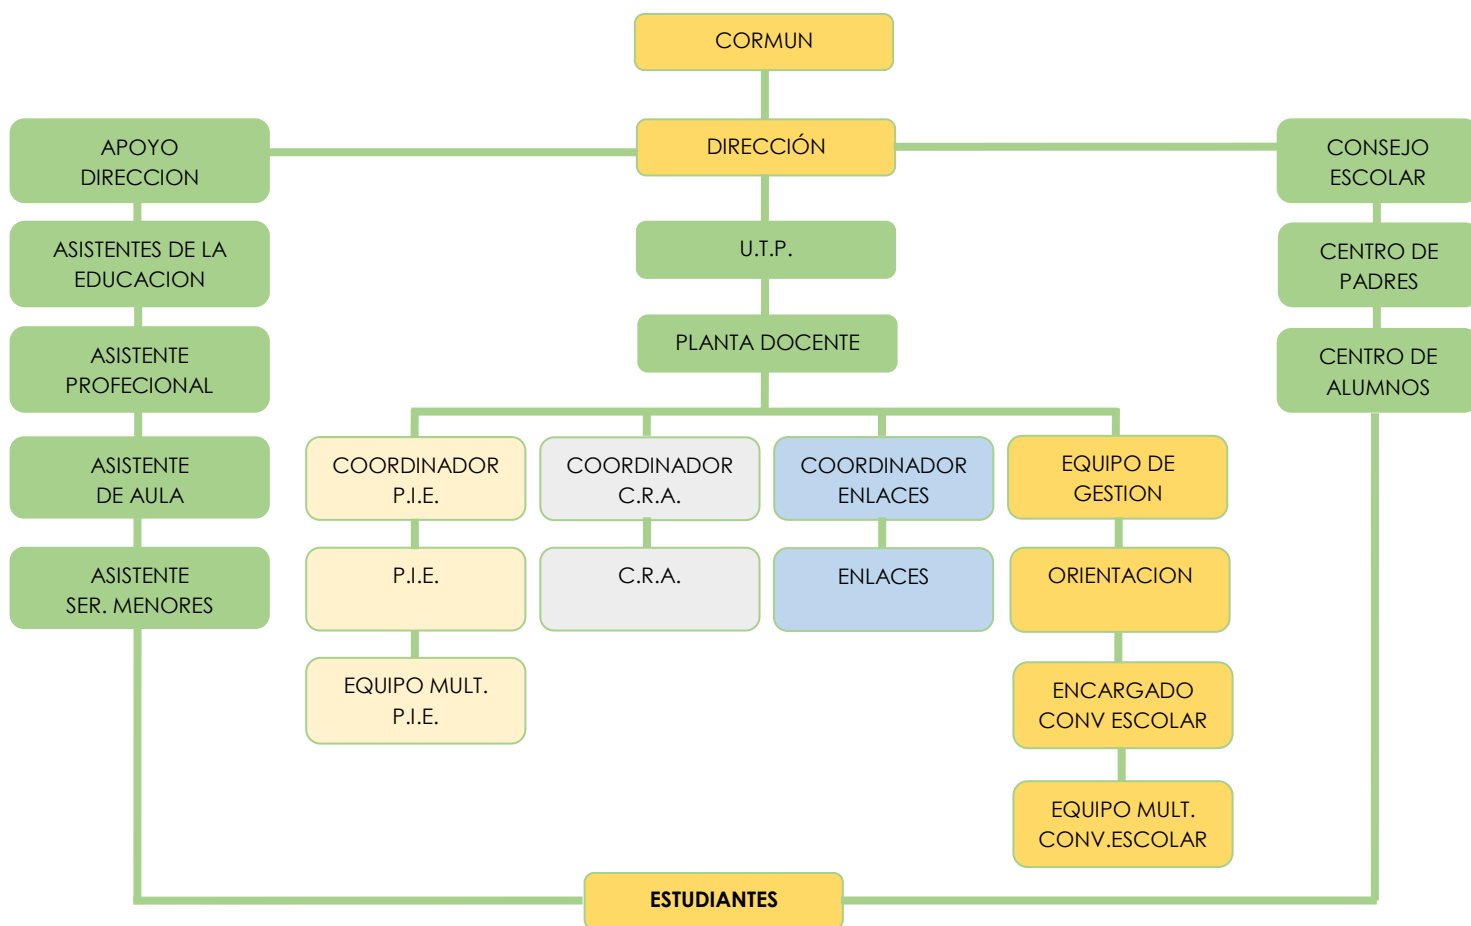 CORMUN
APOYO
DIRECCION
DIRECCIÓN
CONSEJO
ESCOLAR
ASISTENTES DE LA
EDUCACION
U.T.P.
CENTRO DE
PADRES
ASISTENTE
PROFECIONAL
PLANTA DOCENTE
CENTRO DE
ALUMNOS
ASISTENTE
DE AULA
COORDINADOR
P.I.E.
COORDINADOR
C.R.A.
COORDINADOR
ENLACES
EQUIPO DE
GESTION
ASISTENTE
SER. MENORES
P.I.E.
C.R.A.
ENLACES
ORIENTACION
EQUIPO MULT.
P.I.E.
ENCARGADO
CONV ESCOLAR
EQUIPO MULT.
CONV.ESCOLAR
ESTUDIANTES